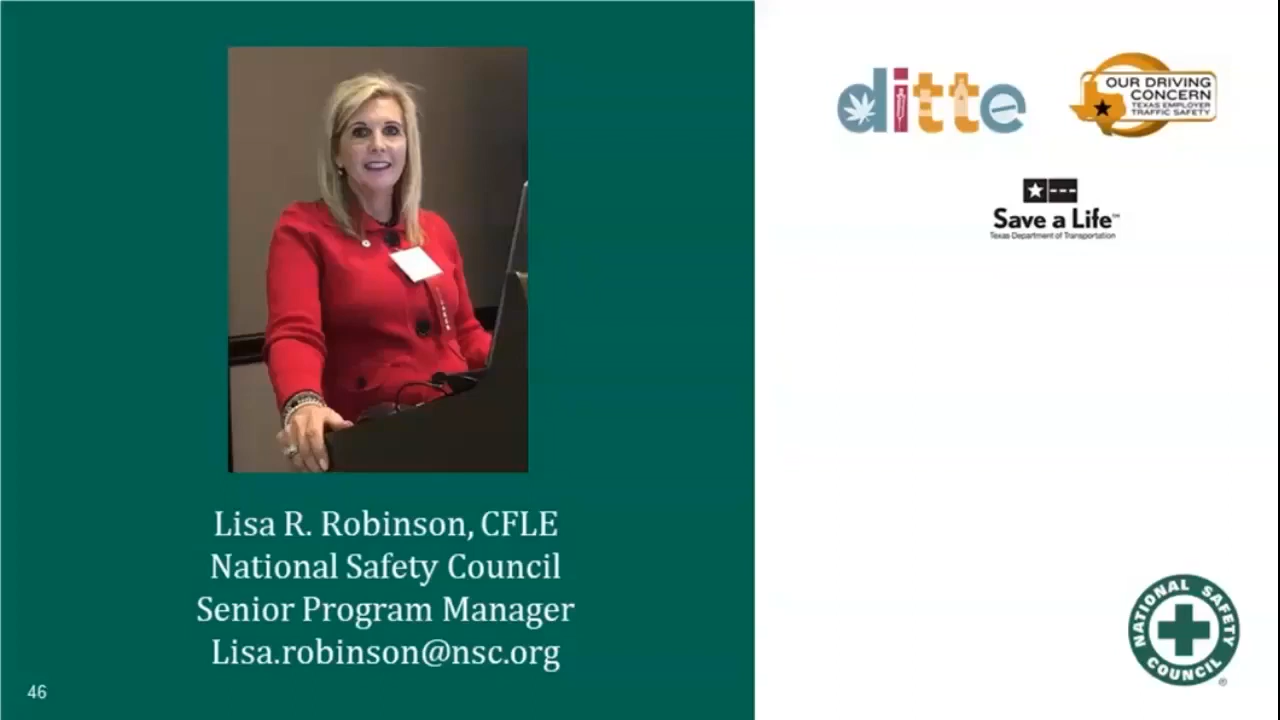 Lisa R. Robinson, CFLE
National Safety Council
Senior Program Manager
Lisa.robinson@nsc.org
46
ditte
OUR DRIVING
CONCERN
TEXAS EMPLOYER
TRAFFIC SAFETY
Save a Life™
Texas Department of Transportation
NATIONAL SAFETY
COUNCIL
®